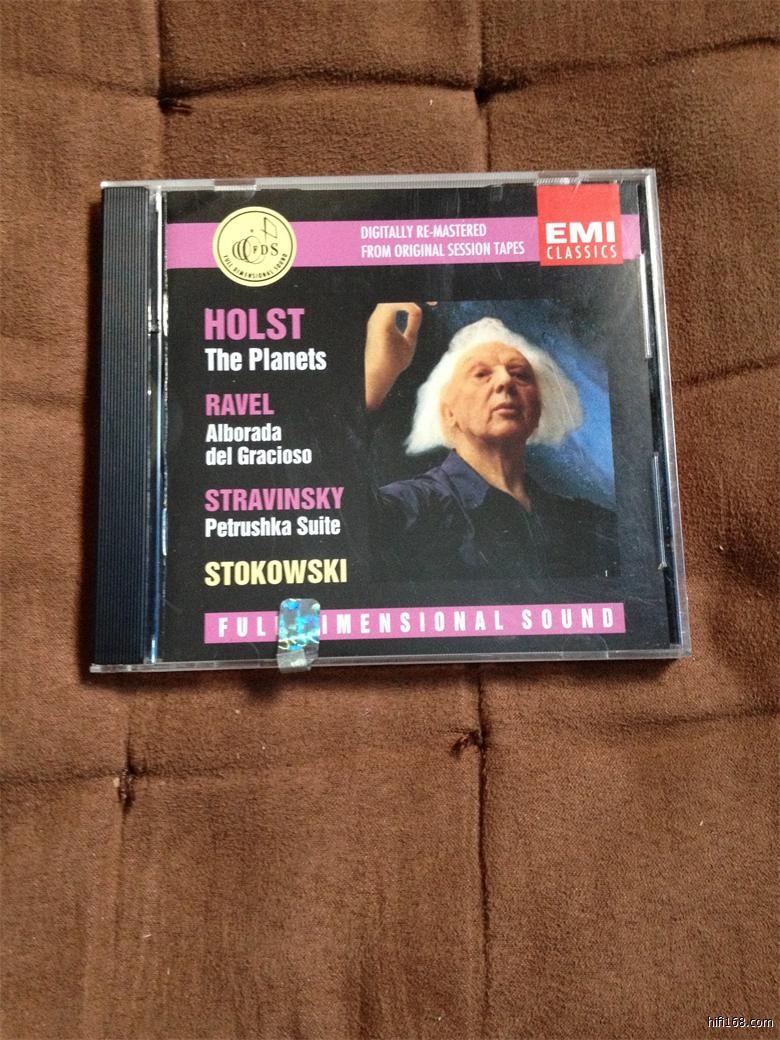 FDS
FULL DIMENSIONAL SOUND
DIGITALLY RE-MASTERED
FROM ORIGINAL SESSION TAPES
EMI
CLASSICS
HOLST
The Planets
RAVEL
Alborada
del Gracioso
STRAVINSKY
Petrushka Suite
STOKOWSKI
FULL DIMENSIONAL SOUND
hifi168.com